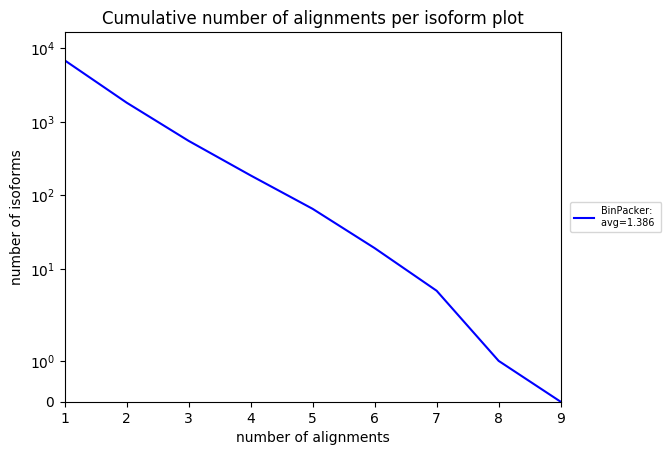 Cumulative number of alignments per isoform plot
number of isoforms
10⁴
10³
10²
10¹
10⁰
0
1 2 3 4 5 6 7 8 9
number of alignments
BinPacker:
avg=1.386